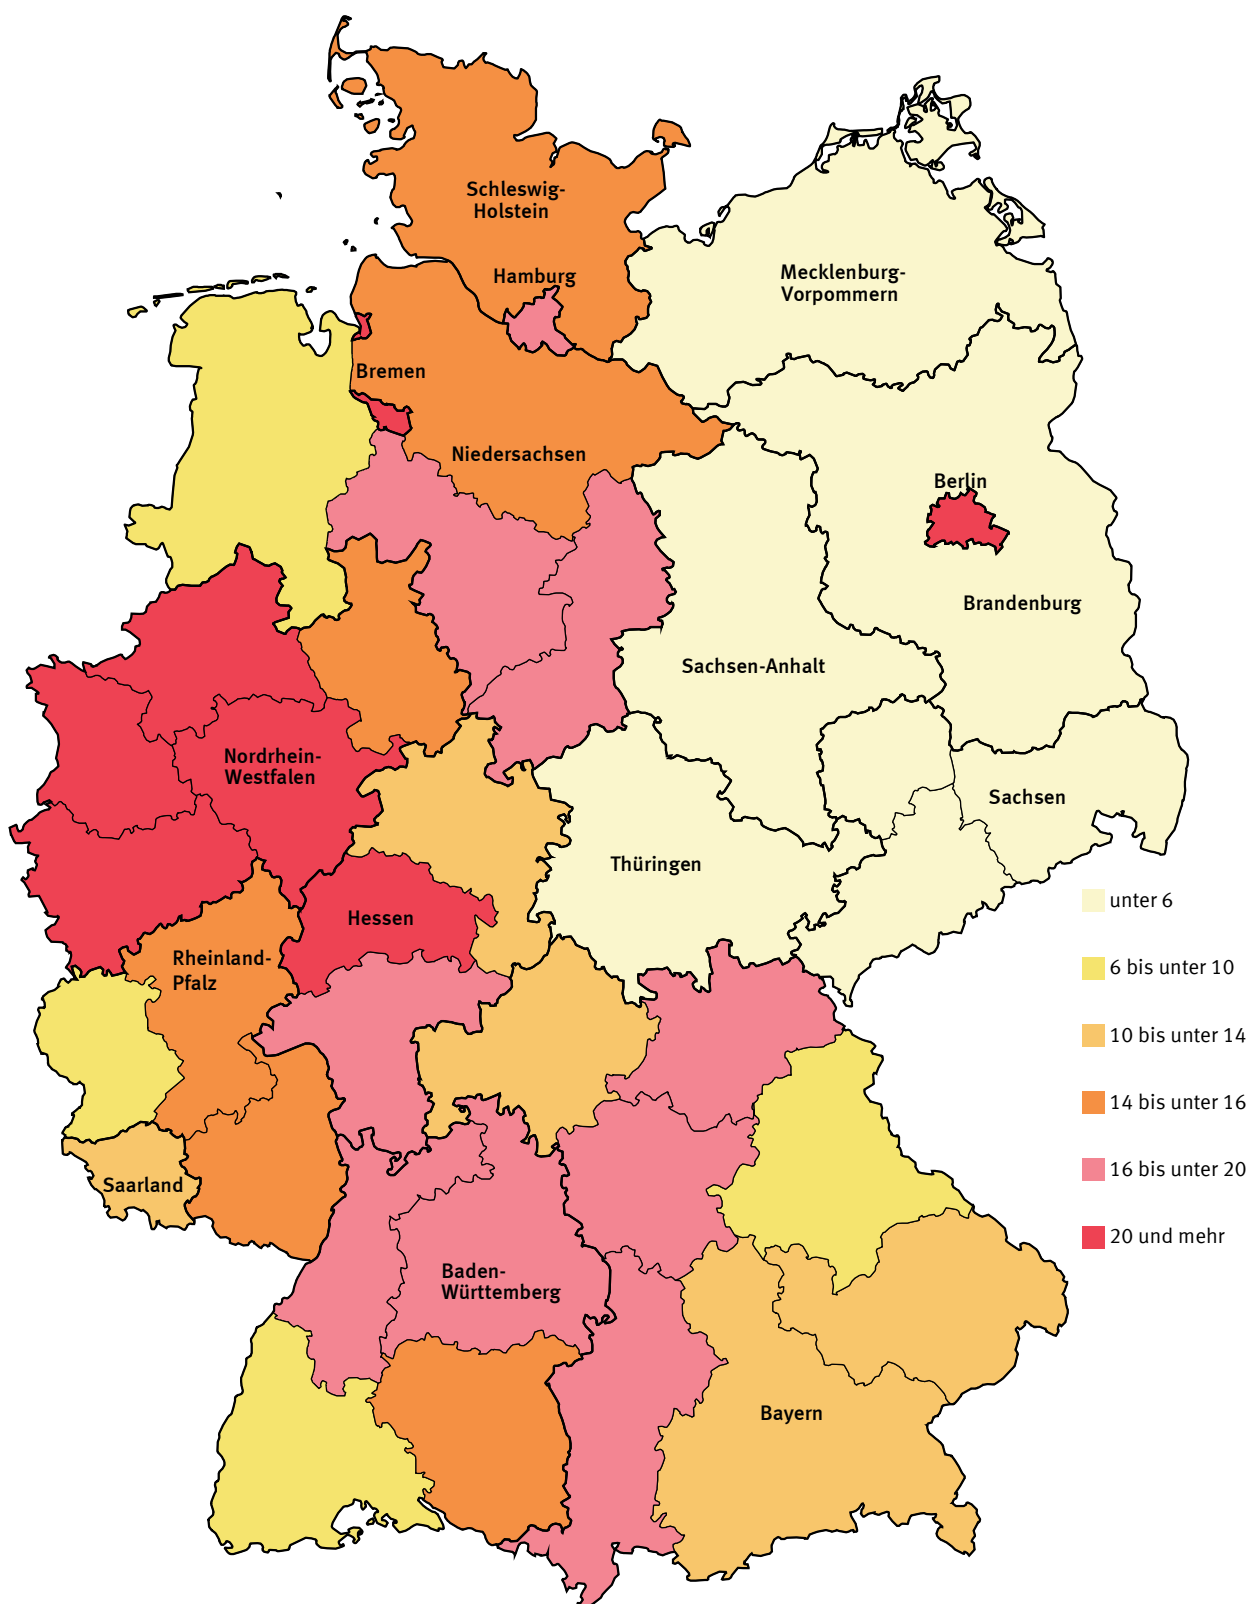 Schleswig-
Holstein
Hamburg
Mecklenburg-
Vorpommern
Bremen
Niedersachsen
Berlin
Brandenburg
Sachsen-Anhalt
Nordrhein-
Westfalen
Sachsen
Thüringen
Hessen
Rheinland-
Pfalz
Saarland
Baden-
Württemberg
Bayern
unter 6
6 bis unter 10
10 bis unter 14
14 bis unter 16
16 bis unter 20
20 und mehr